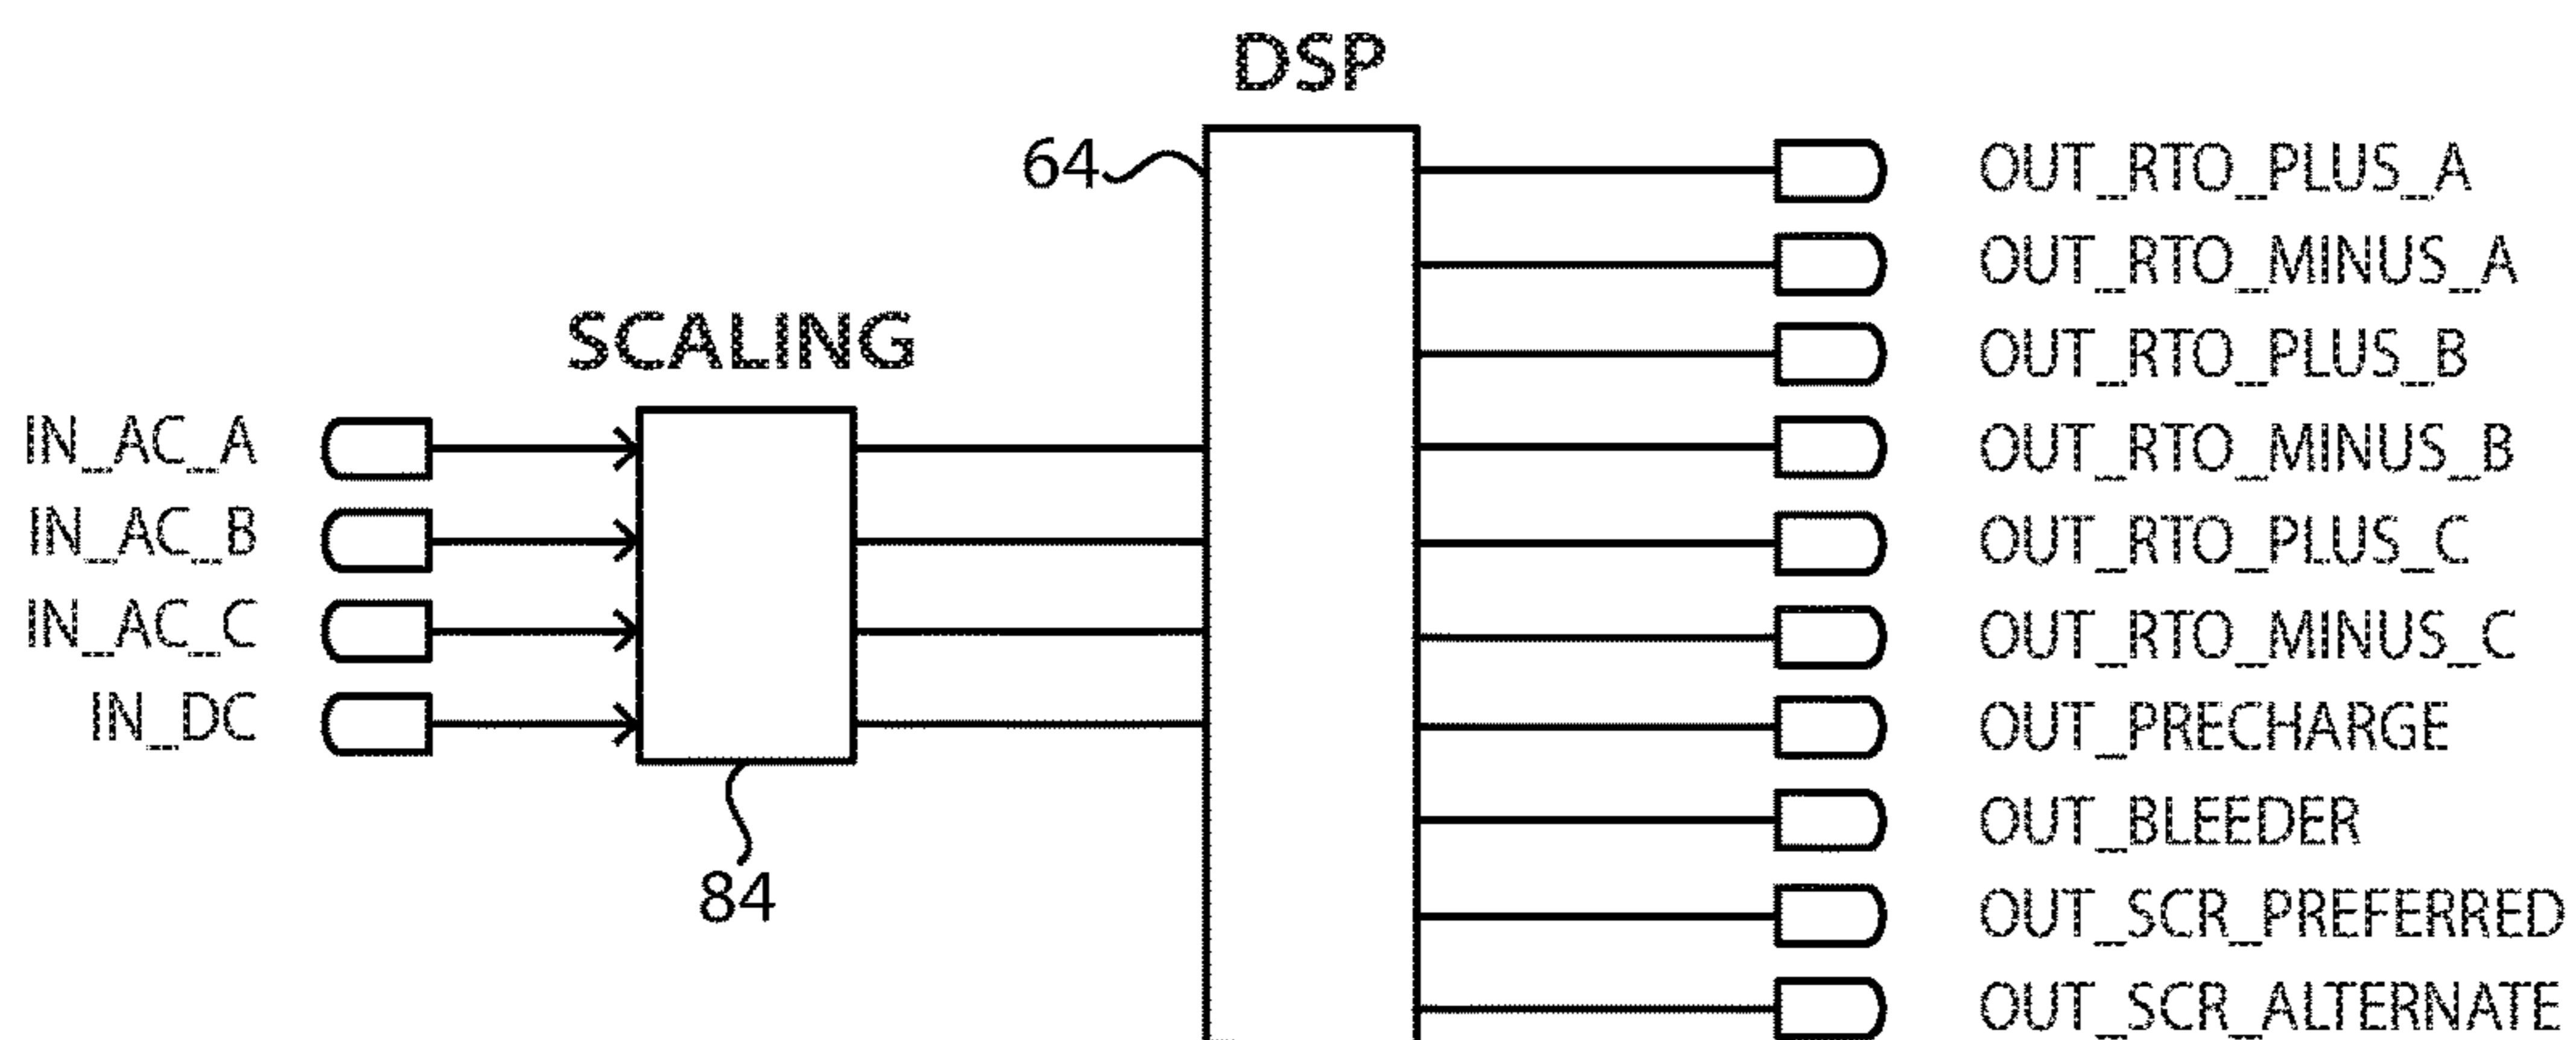 DSP
64
SCALING
IN_AC_A
IN_AC_B
IN_AC_C
IN_DC
84
OUT_RTO_PLUS_A
OUT_RTO_MINUS_A
OUT_RTO_PLUS_B
OUT_RTO_MINUS_B
OUT_RTO_PLUS_C
OUT_RTO_MINUS_C
OUT_PRECHARGE
OUT_BLEEDER
OUT_SCR_PREFERRED
OUT_SCR_ALTERNATE